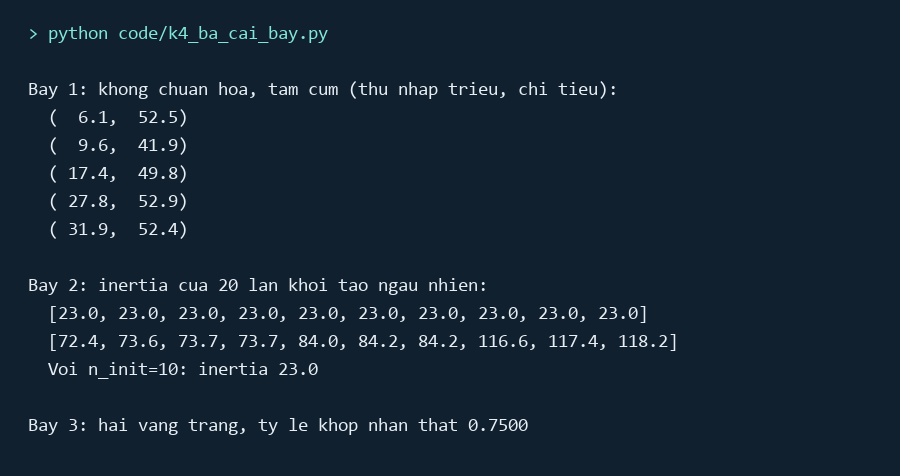 > python code/k4_ba_cai_bay.py
Bay 1: khong chuan hoa, tam cum (thu nhap trieu, chi tieu):
(  6.1,  52.5)
(  9.6,  41.9)
( 17.4,  49.8)
( 27.8,  52.9)
( 31.9,  52.4)
Bay 2: inertia cua 20 lan khoi tao ngau nhien:
[23.0, 23.0, 23.0, 23.0, 23.0, 23.0, 23.0, 23.0, 23.0, 23.0]
[72.4, 73.6, 73.7, 73.7, 84.0, 84.2, 84.2, 116.6, 117.4, 118.2]
Voi n_init=10: inertia 23.0
Bay 3: hai vang trang, ty le khop nhan that 0.7500